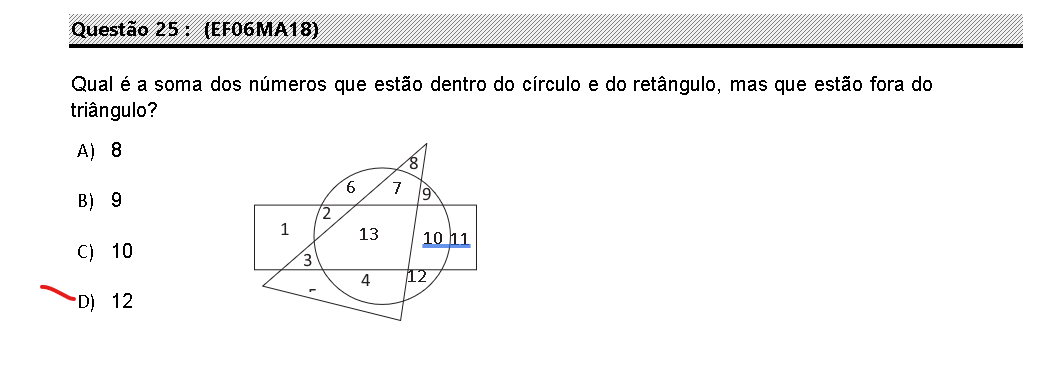 Questão 25 : (EF06MA18)
Qual é a soma dos números que estão dentro do círculo e do retângulo, mas que estão fora do
triângulo?
A) 8
B) 9
C) 10
D) 12
8
6 7
9
2
1
13
10 11
3
4
12